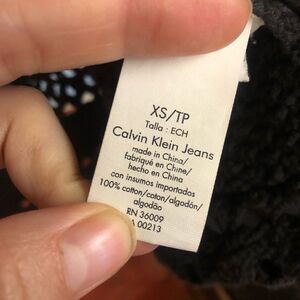 XS/TP
Talla : ECH
Calvin Klein Jeans
made in China/
fabriqué en Chine/
hecho en China
con insumos importados
100% cotton/coton/algodón/
algodão
RN 36009
A 00213